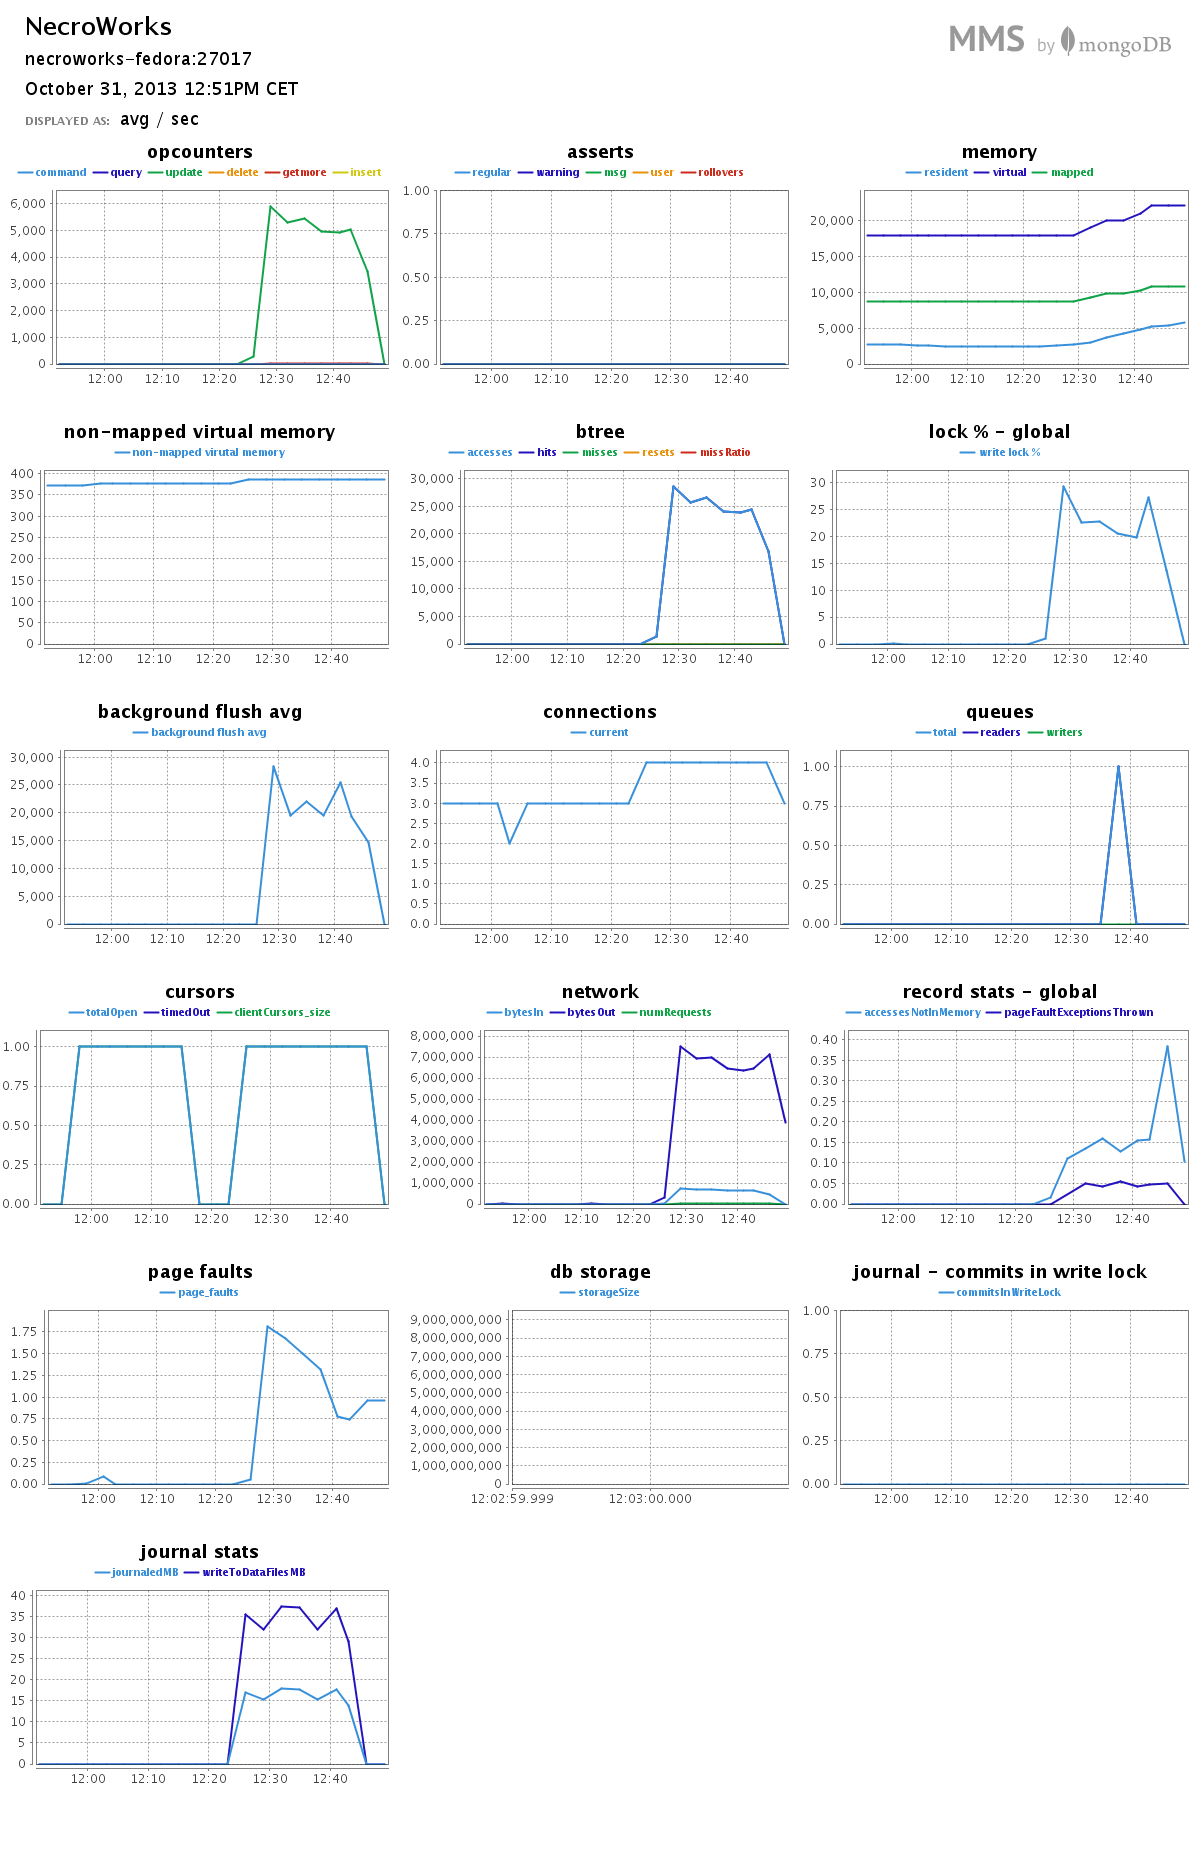 NecroWorks
MMS by mongoDB
necroworks-fedora:27017
October 31, 2013 12:51PM CET
DISPLAYED AS: avg / sec
opcounters
command query update delete getmore insert
6,000
5,000
4,000
3,000
2,000
1,000
0
12:00 12:10 12:20 12:30 12:40
asserts
regular warning msg user rollovers
1.00
0.75
0.50
0.25
0.00
12:00 12:10 12:20 12:30 12:40
memory
resident virtual mapped
20,000
15,000
10,000
5,000
0
12:00 12:10 12:20 12:30 12:40
non-mapped virtual memory
non-mapped virutal memory
400
350
300
250
200
150
100
50
0
12:00 12:10 12:20 12:30 12:40
btree
accesses hits misses resets missRatio
30,000
25,000
20,000
15,000
10,000
5,000
0
12:00 12:10 12:20 12:30 12:40
lock % - global
write lock %
30
25
20
15
10
5
0
12:00 12:10 12:20 12:30 12:40
background flush avg
background flush avg
30,000
25,000
20,000
15,000
10,000
5,000
0
12:00 12:10 12:20 12:30 12:40
connections
current
4.0
3.5
3.0
2.5
2.0
1.5
1.0
0.5
0.0
12:00 12:10 12:20 12:30 12:40
queues
total readers writers
1.00
0.75
0.50
0.25
0.00
12:00 12:10 12:20 12:30 12:40
cursors
totalOpen timedOut clientCursors_size
1.00
0.75
0.50
0.25
0.00
12:00 12:10 12:20 12:30 12:40
network
bytesIn bytesOut numRequests
8,000,000
7,000,000
6,000,000
5,000,000
4,000,000
3,000,000
2,000,000
1,000,000
0
12:00 12:10 12:20 12:30 12:40
record stats - global
accessesNotInMemory pageFaultExceptionsThrown
0.40
0.35
0.30
0.25
0.20
0.15
0.10
0.05
0.00
12:00 12:10 12:20 12:30 12:40
page faults
page_faults
1.75
1.50
1.25
1.00
0.75
0.50
0.25
0.00
12:00 12:10 12:20 12:30 12:40
db storage
storageSize
9,000,000,000
8,000,000,000
7,000,000,000
6,000,000,000
5,000,000,000
4,000,000,000
3,000,000,000
2,000,000,000
1,000,000,000
0
12:02:59.999 12:03:00.000
journal - commits in write lock
commitsInWriteLock
1.00
0.75
0.50
0.25
0.00
12:00 12:10 12:20 12:30 12:40
journal stats
journaledMB writeToDataFilesMB
40
35
30
25
20
15
10
5
0
12:00 12:10 12:20 12:30 12:40